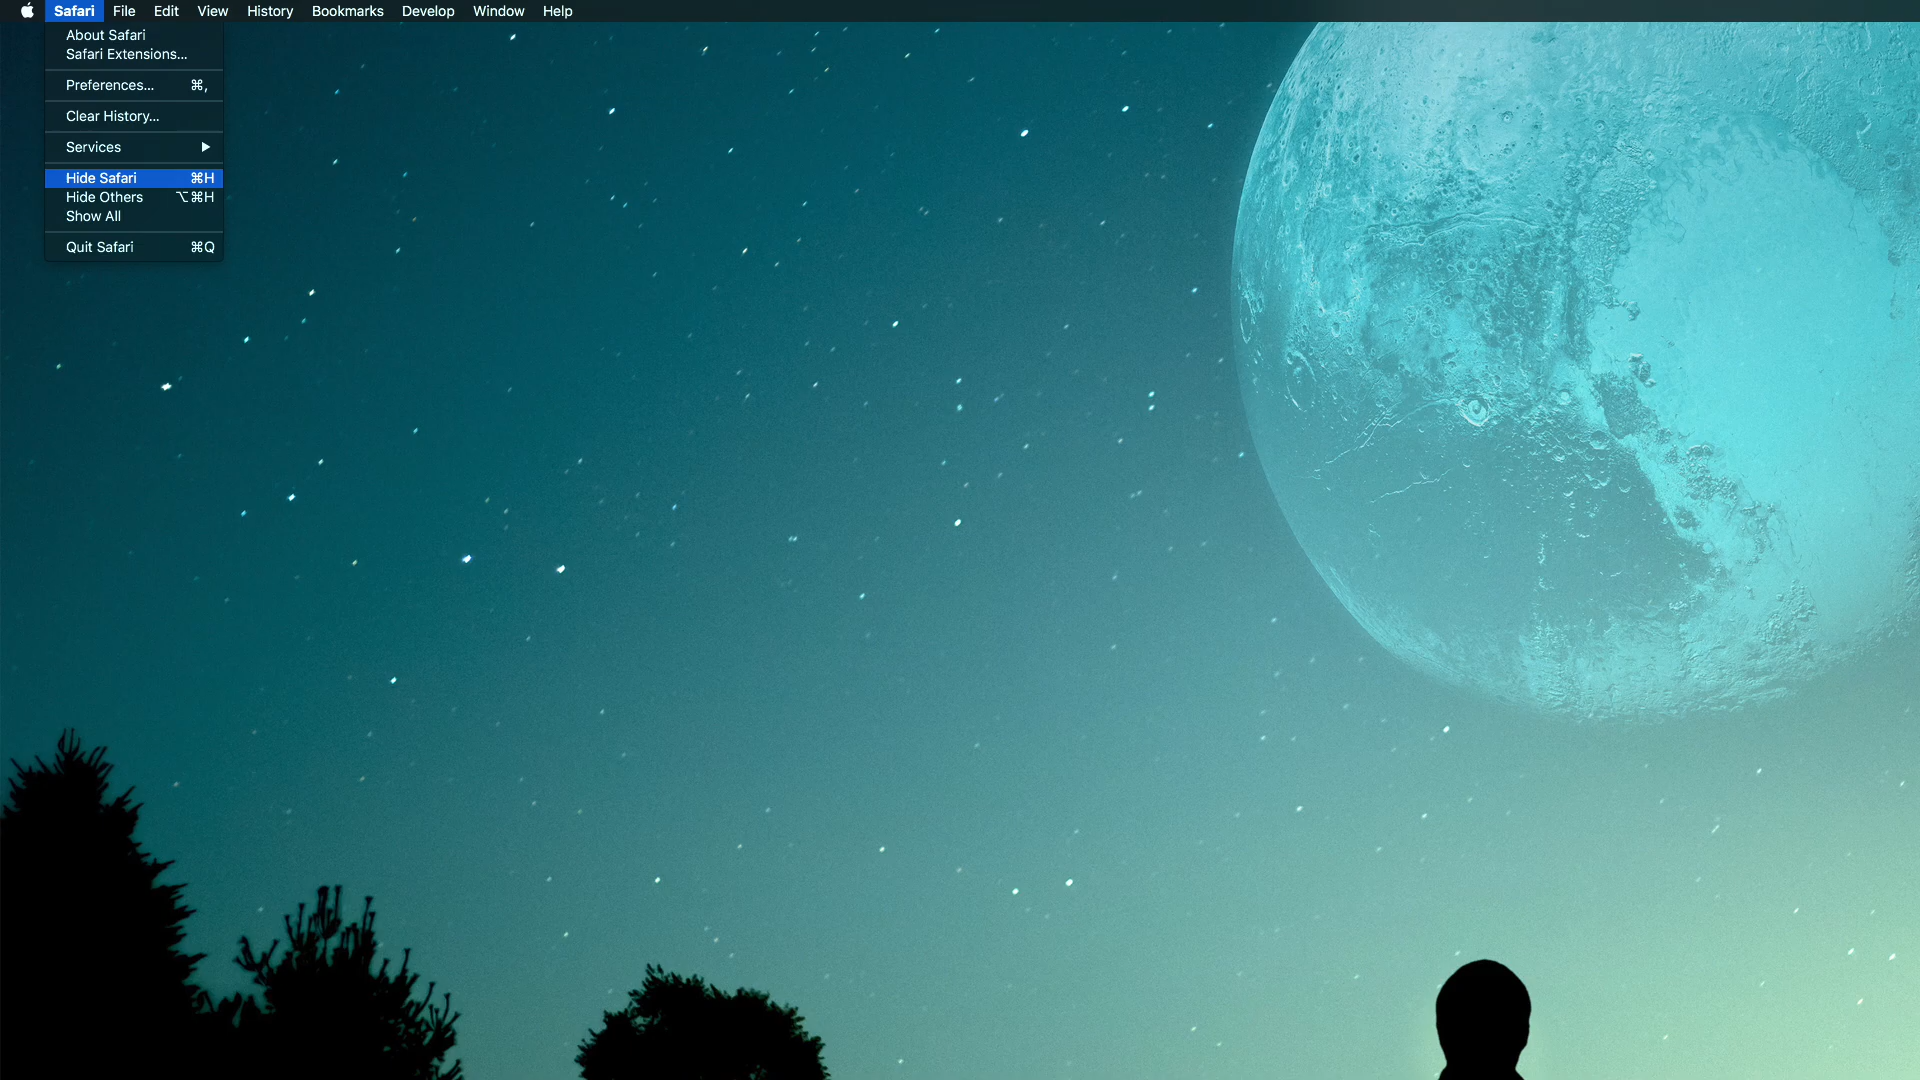 Safari File Edit View History Bookmarks Develop Window Help
About Safari
Safari Extensions...
Preferences... ⌘,
Clear History...
Services ▶
Hide Safari ⌘H
Hide Others ⌥⌘H
Show All
Quit Safari ⌘Q